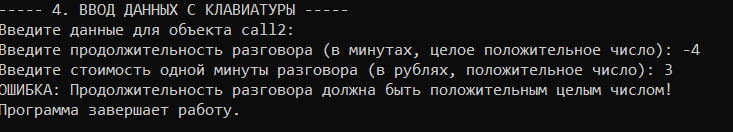 ----- 4. ВВОД ДАННЫХ С КЛАВИАТУРЫ -----
Введите данные для объекта call2:
Введите продолжительность разговора (в минутах, целое положительное число): -4
Введите стоимость одной минуты разговора (в рублях, положительное число): 3
ОШИБКА: Продолжительность разговора должна быть положительным целым числом!
Программа завершает работу.